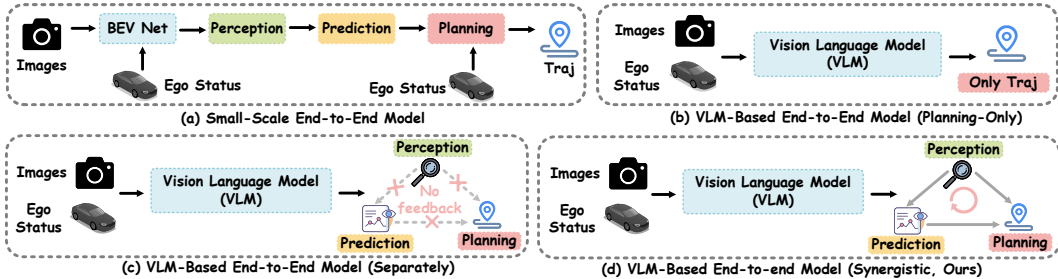 BEV Net
Perception
Prediction
Planning
Images
Traj
Ego Status
Ego Status
(a) Small-Scale End-to-End Model
Images
Ego
Status
Vision Language Model
(VLM)
Only Traj
(b) VLM-Based End-to-End Model (Planning-Only)
Images
Ego
Status
Vision Language Model
(VLM)
Perception
No
feedback
Prediction
Planning
(c) VLM-Based End-to-End Model (Separately)
Images
Ego
Status
Vision Language Model
(VLM)
Perception
Prediction
Planning
(d) VLM-Based End-to-end Model (Synergistic, Ours)